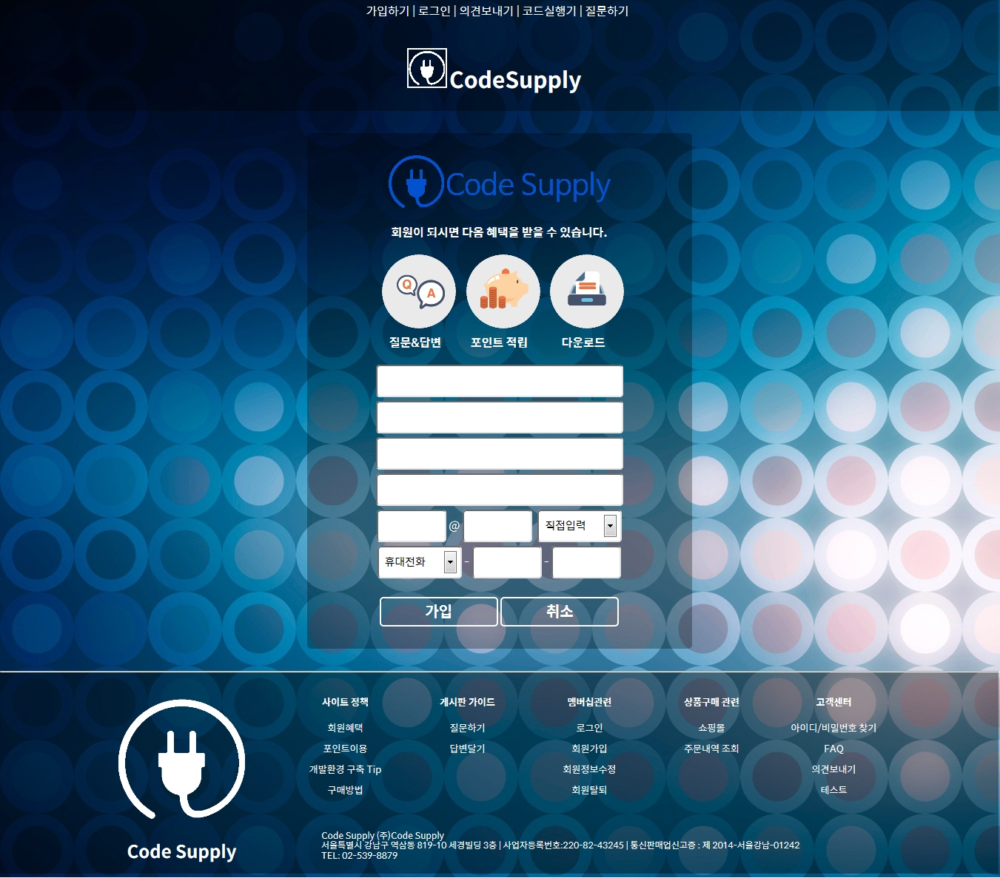 가입하기 | 로그인 | 의견보내기 | 코드실행기 | 질문하기
CodeSupply
Code Supply
회원이 되시면 다음 혜택을 받을 수 있습니다.
Q
A
질문&답변 포인트 적립 다운로드
@ 직접입력
휴대전화 - -
가입 취소
사이트 정책 게시판 가이드 멤버십관련 상품구매 관련 고객센터
회원혜택 질문하기 로그인 쇼핑몰 아이디/비밀번호 찾기
포인트이용 답변달기 회원가입 주문내역 조회 FAQ
개발환경 구축 Tip 회원정보수정 의견보내기
구매방법 회원탈퇴 테스트
Code Supply
Code Supply (주)Code Supply
서울특별시 강남구 역삼동 819-10 세경빌딩 3층 | 사업자등록번호:220-82-43245 | 통신판매업신고증 : 제 2014-서울강남-01242
TEL: 02-539-8879